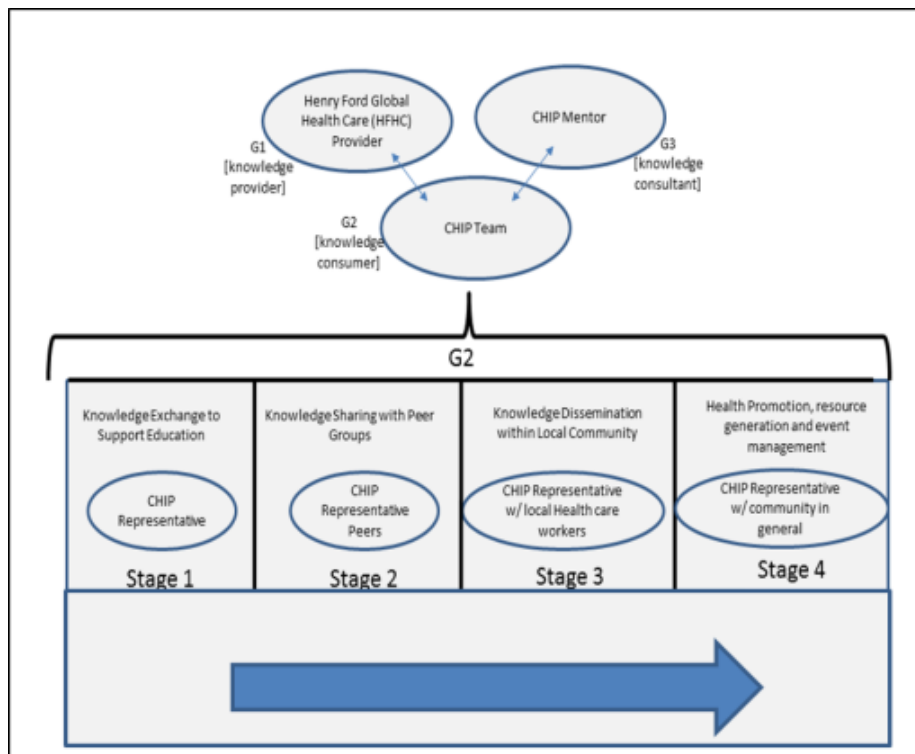 Henry Ford Global
Health Care (HFHC)
Provider
CHIP Mentor
G1
[knowledge
provider]
G3
[knowledge
consultant]
G2
[knowledge
consumer]
CHIP Team
G2
Knowledge Exchange to
Support Education
CHIP
Representative
Stage 1
Knowledge Sharing with Peer
Groups
CHIP
Representative
Peers
Stage 2
Knowledge Dissemination
within Local Community
CHIP Representative
w/ local Health care
workers
Stage 3
Health Promotion, resource
generation and event
management
CHIP Representative
w/ community in
general
Stage 4